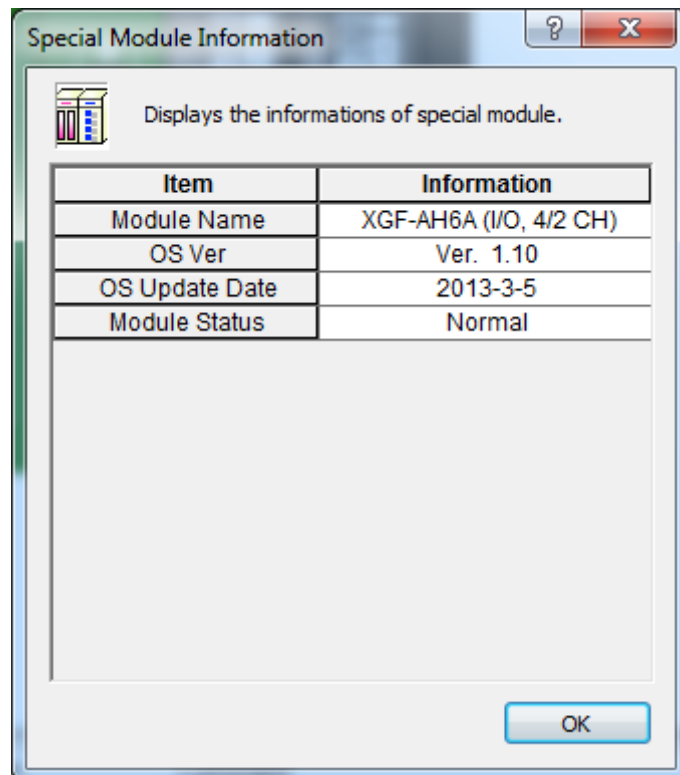 Special Module Information
Displays the informations of special module.
Item Information
Module Name XGF-AH6A (I/O, 4/2 CH)
OS Ver Ver. 1.10
OS Update Date 2013-3-5
Module Status Normal
OK